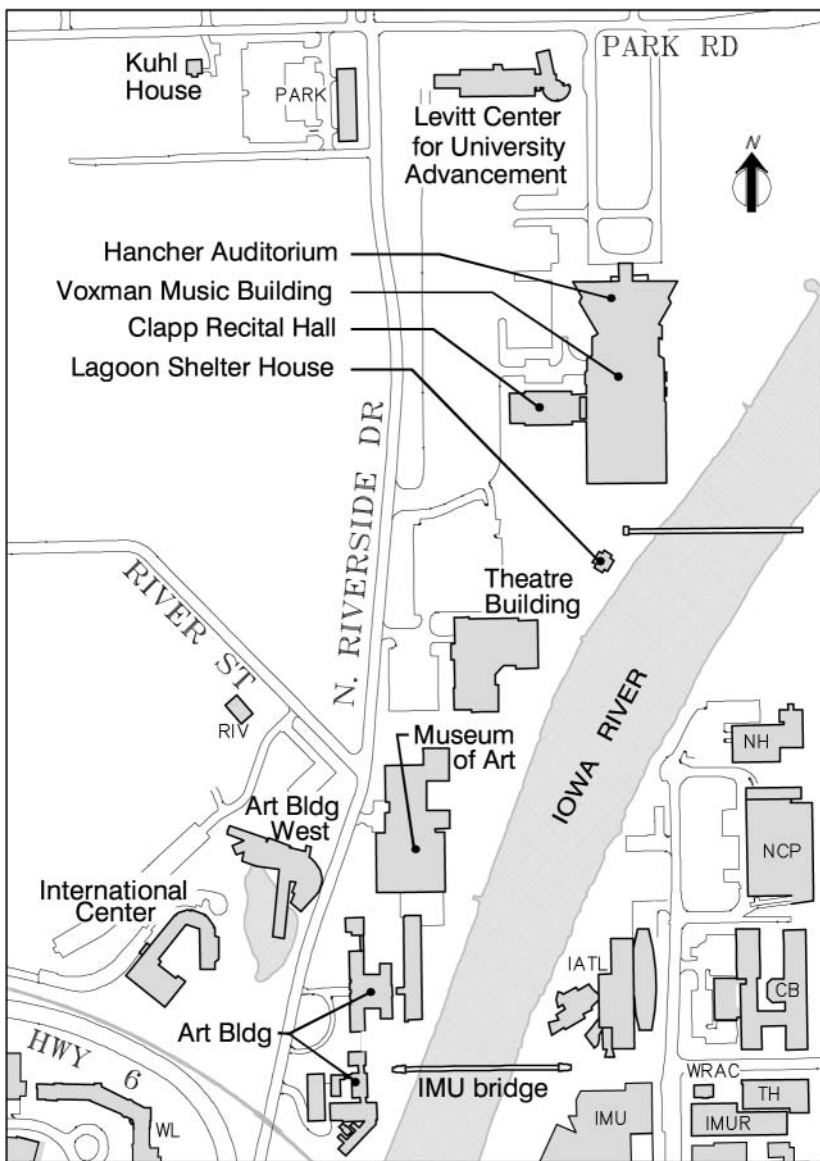 PARK RD
Kuhl
House
PARK
Levitt Center
for University
Advancement
N
Hancher Auditorium
Voxman Music Building
Clapp Recital Hall
Lagoon Shelter House
N. RIVERSIDE DR
RIVER ST
Theatre
Building
IOWA RIVER
RIV
Museum
of Art
NH
Art Bldg
West
NCP
International
Center
IATL
CB
Art Bldg
HWY 6
IMU bridge
WRAC
TH
WL
IMU
IMUR